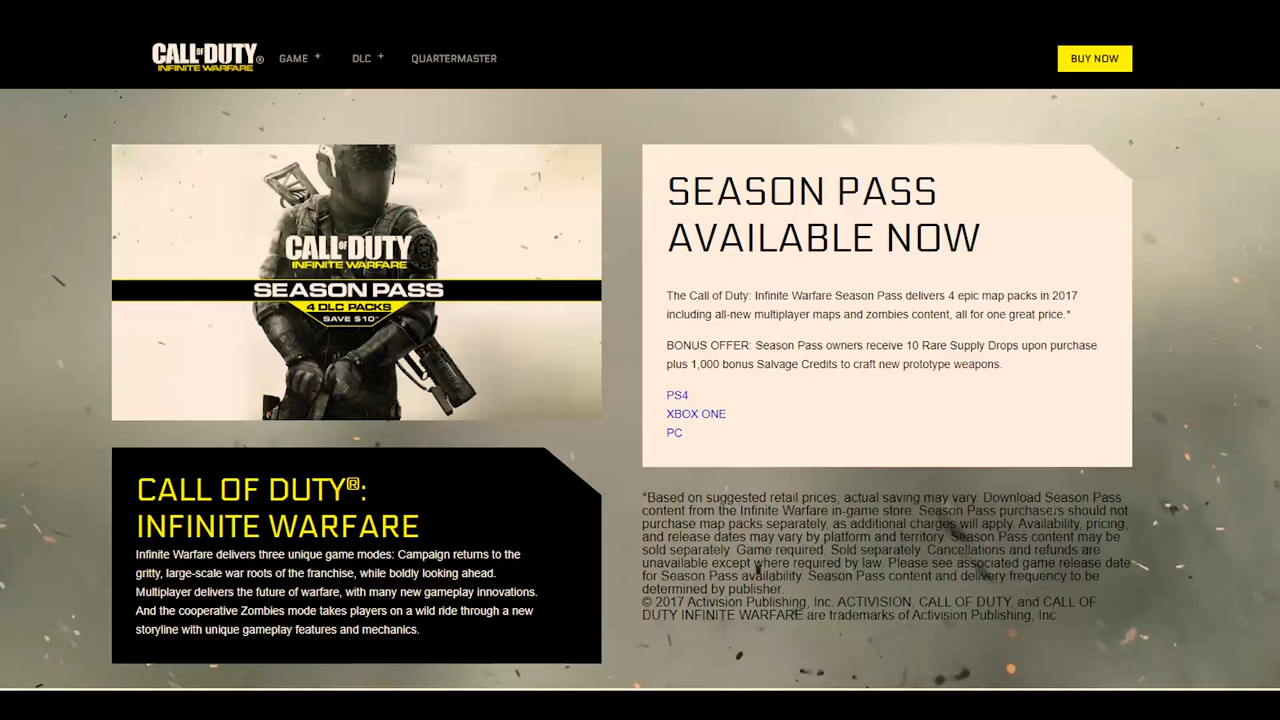 CALL OF DUTY®
INFINITE WARFARE
GAME +
DLC +
QUARTERMASTER
BUY NOW
CALL OF DUTY
INFINITE WARFARE
SEASON PASS
4 DLC PACKS
SAVE $10*
SEASON PASS
AVAILABLE NOW
The Call of Duty: Infinite Warfare Season Pass delivers 4 epic map packs in 2017
including all-new multiplayer maps and zombies content, all for one great price.*
BONUS OFFER: Season Pass owners receive 10 Rare Supply Drops upon purchase
plus 1,000 bonus Salvage Credits to craft new prototype weapons.
PS4
XBOX ONE
PC
CALL OF DUTY®:
INFINITE WARFARE
Infinite Warfare delivers three unique game modes: Campaign returns to the
gritty, large-scale war roots of the franchise, while boldly looking ahead.
Multiplayer delivers the future of warfare, with many new gameplay innovations.
And the cooperative Zombies mode takes players on a wild ride through a new
storyline with unique gameplay features and mechanics.
*Based on suggested retail prices; actual saving may vary. Download Season Pass
content from the Infinite Warfare in-game store. Season Pass purchasers should not
purchase map packs separately, as additional charges will apply. Availability, pricing,
and release dates may vary by platform and territory. Season Pass content may be
sold separately. Game required. Sold separately. Cancellations and refunds are
unavailable except where required by law. Please see associated game release date
for Season Pass availability. Season Pass content and delivery frequency to be
determined by publisher.
© 2017 Activision Publishing, Inc. ACTIVISION, CALL OF DUTY, and CALL OF
DUTY INFINITE WARFARE are trademarks of Activision Publishing, Inc